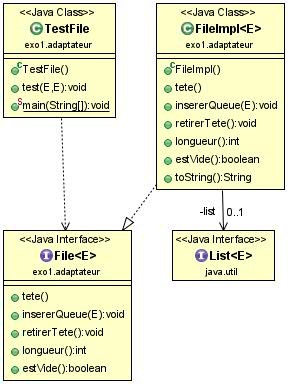 <<Java Class>>
TestFile
exo1.adaptateur
TestFile()
test(E,E):void
main(String[]):void
<<Java Class>>
FileImpl<E>
exo1.adaptateur
FileImpl()
tete()
insererQueue(E):void
retirerTete():void
longueur():int
estVide():boolean
toString():String
-list
0..1
<<Java Interface>>
File<E>
exo1.adaptateur
tete()
insererQueue(E):void
retirerTete():void
longueur():int
estVide():boolean
<<Java Interface>>
List<E>
java.util